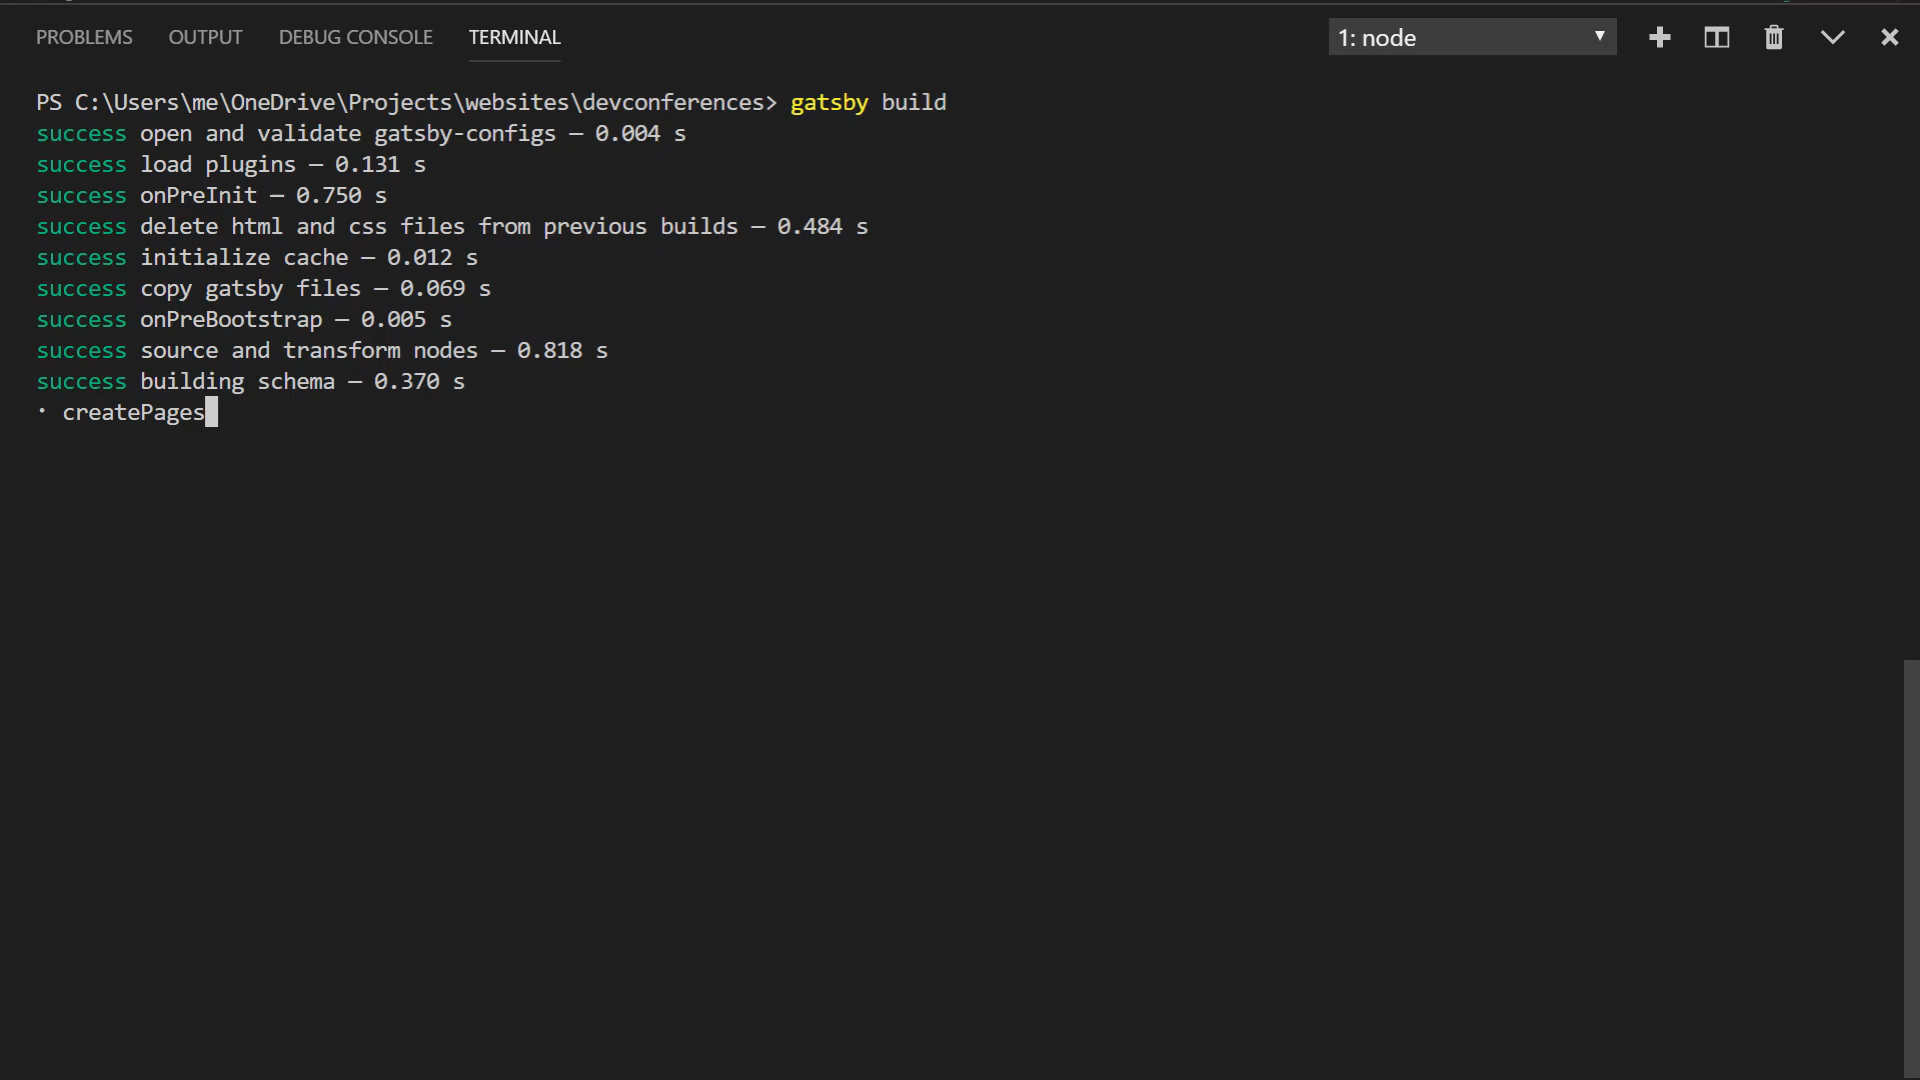 PROBLEMS OUTPUT DEBUG CONSOLE TERMINAL 1: node
PS C:\Users\me\OneDrive\Projects\websites\devconferences> gatsby build
success open and validate gatsby-configs — 0.004 s
success load plugins — 0.131 s
success onPreInit — 0.750 s
success delete html and css files from previous builds — 0.484 s
success initialize cache — 0.012 s
success copy gatsby files — 0.069 s
success onPreBootstrap — 0.005 s
success source and transform nodes — 0.818 s
success building schema — 0.370 s
· createPages